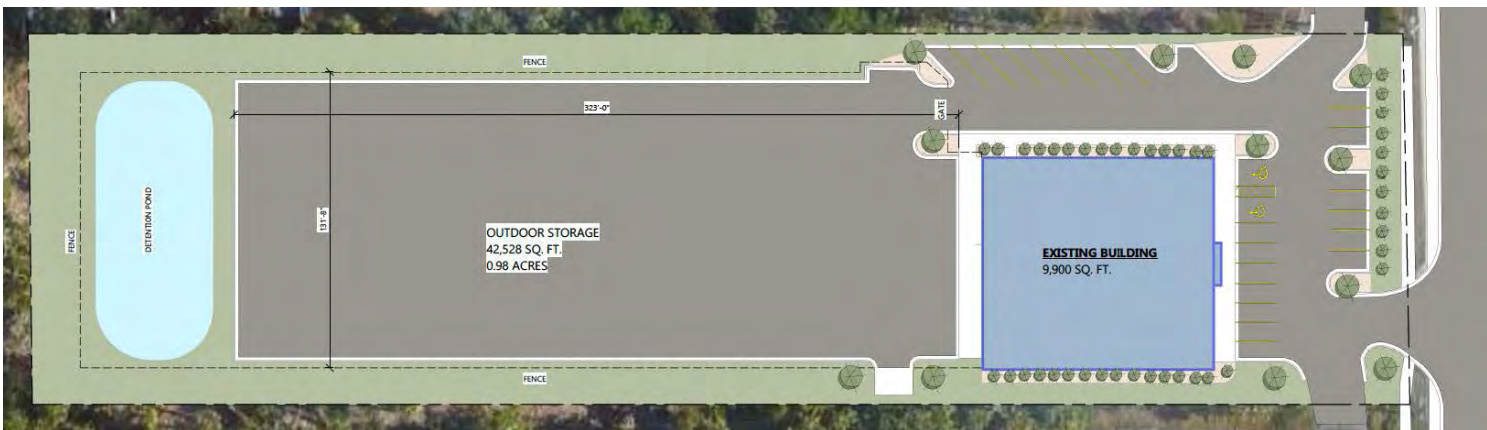 FENCE
323'-0"
GATE
131'-8"
DETENTION POND
FENCE
OUTDOOR STORAGE
42,528 SQ. FT.
0.98 ACRES
EXISTING BUILDING
9,900 SQ. FT.
FENCE